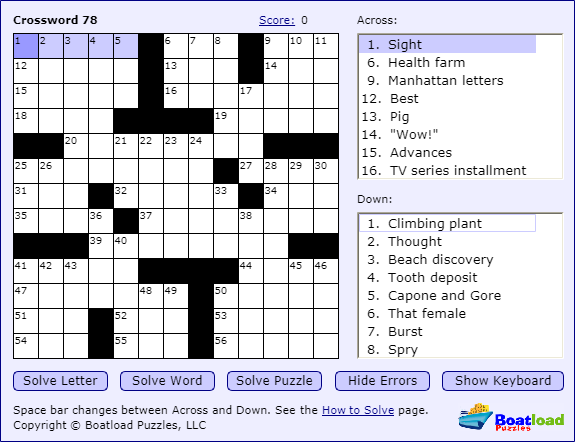 Crossword 78 Score: 0
1 2 3 4 5 6 7 8 9 10 11
12 13 14
15 16 17
18 19
20 21 22 23 24
25 26 27 28 29 30
31 32 33 34
35 36 37 38
39 40
41 42 43 44 45 46
47 48 49 50
51 52 53
54 55 56
Across:
1. Sight
6. Health farm
9. Manhattan letters
12. Best
13. Pig
14. "Wow!"
15. Advances
16. TV series installment
Down:
1. Climbing plant
2. Thought
3. Beach discovery
4. Tooth deposit
5. Capone and Gore
6. That female
7. Burst
8. Spry
Solve Letter Solve Word Solve Puzzle Hide Errors Show Keyboard
Space bar changes between Across and Down. See the How to Solve page.
Copyright © Boatload Puzzles, LLC
Boatload
Puzzles